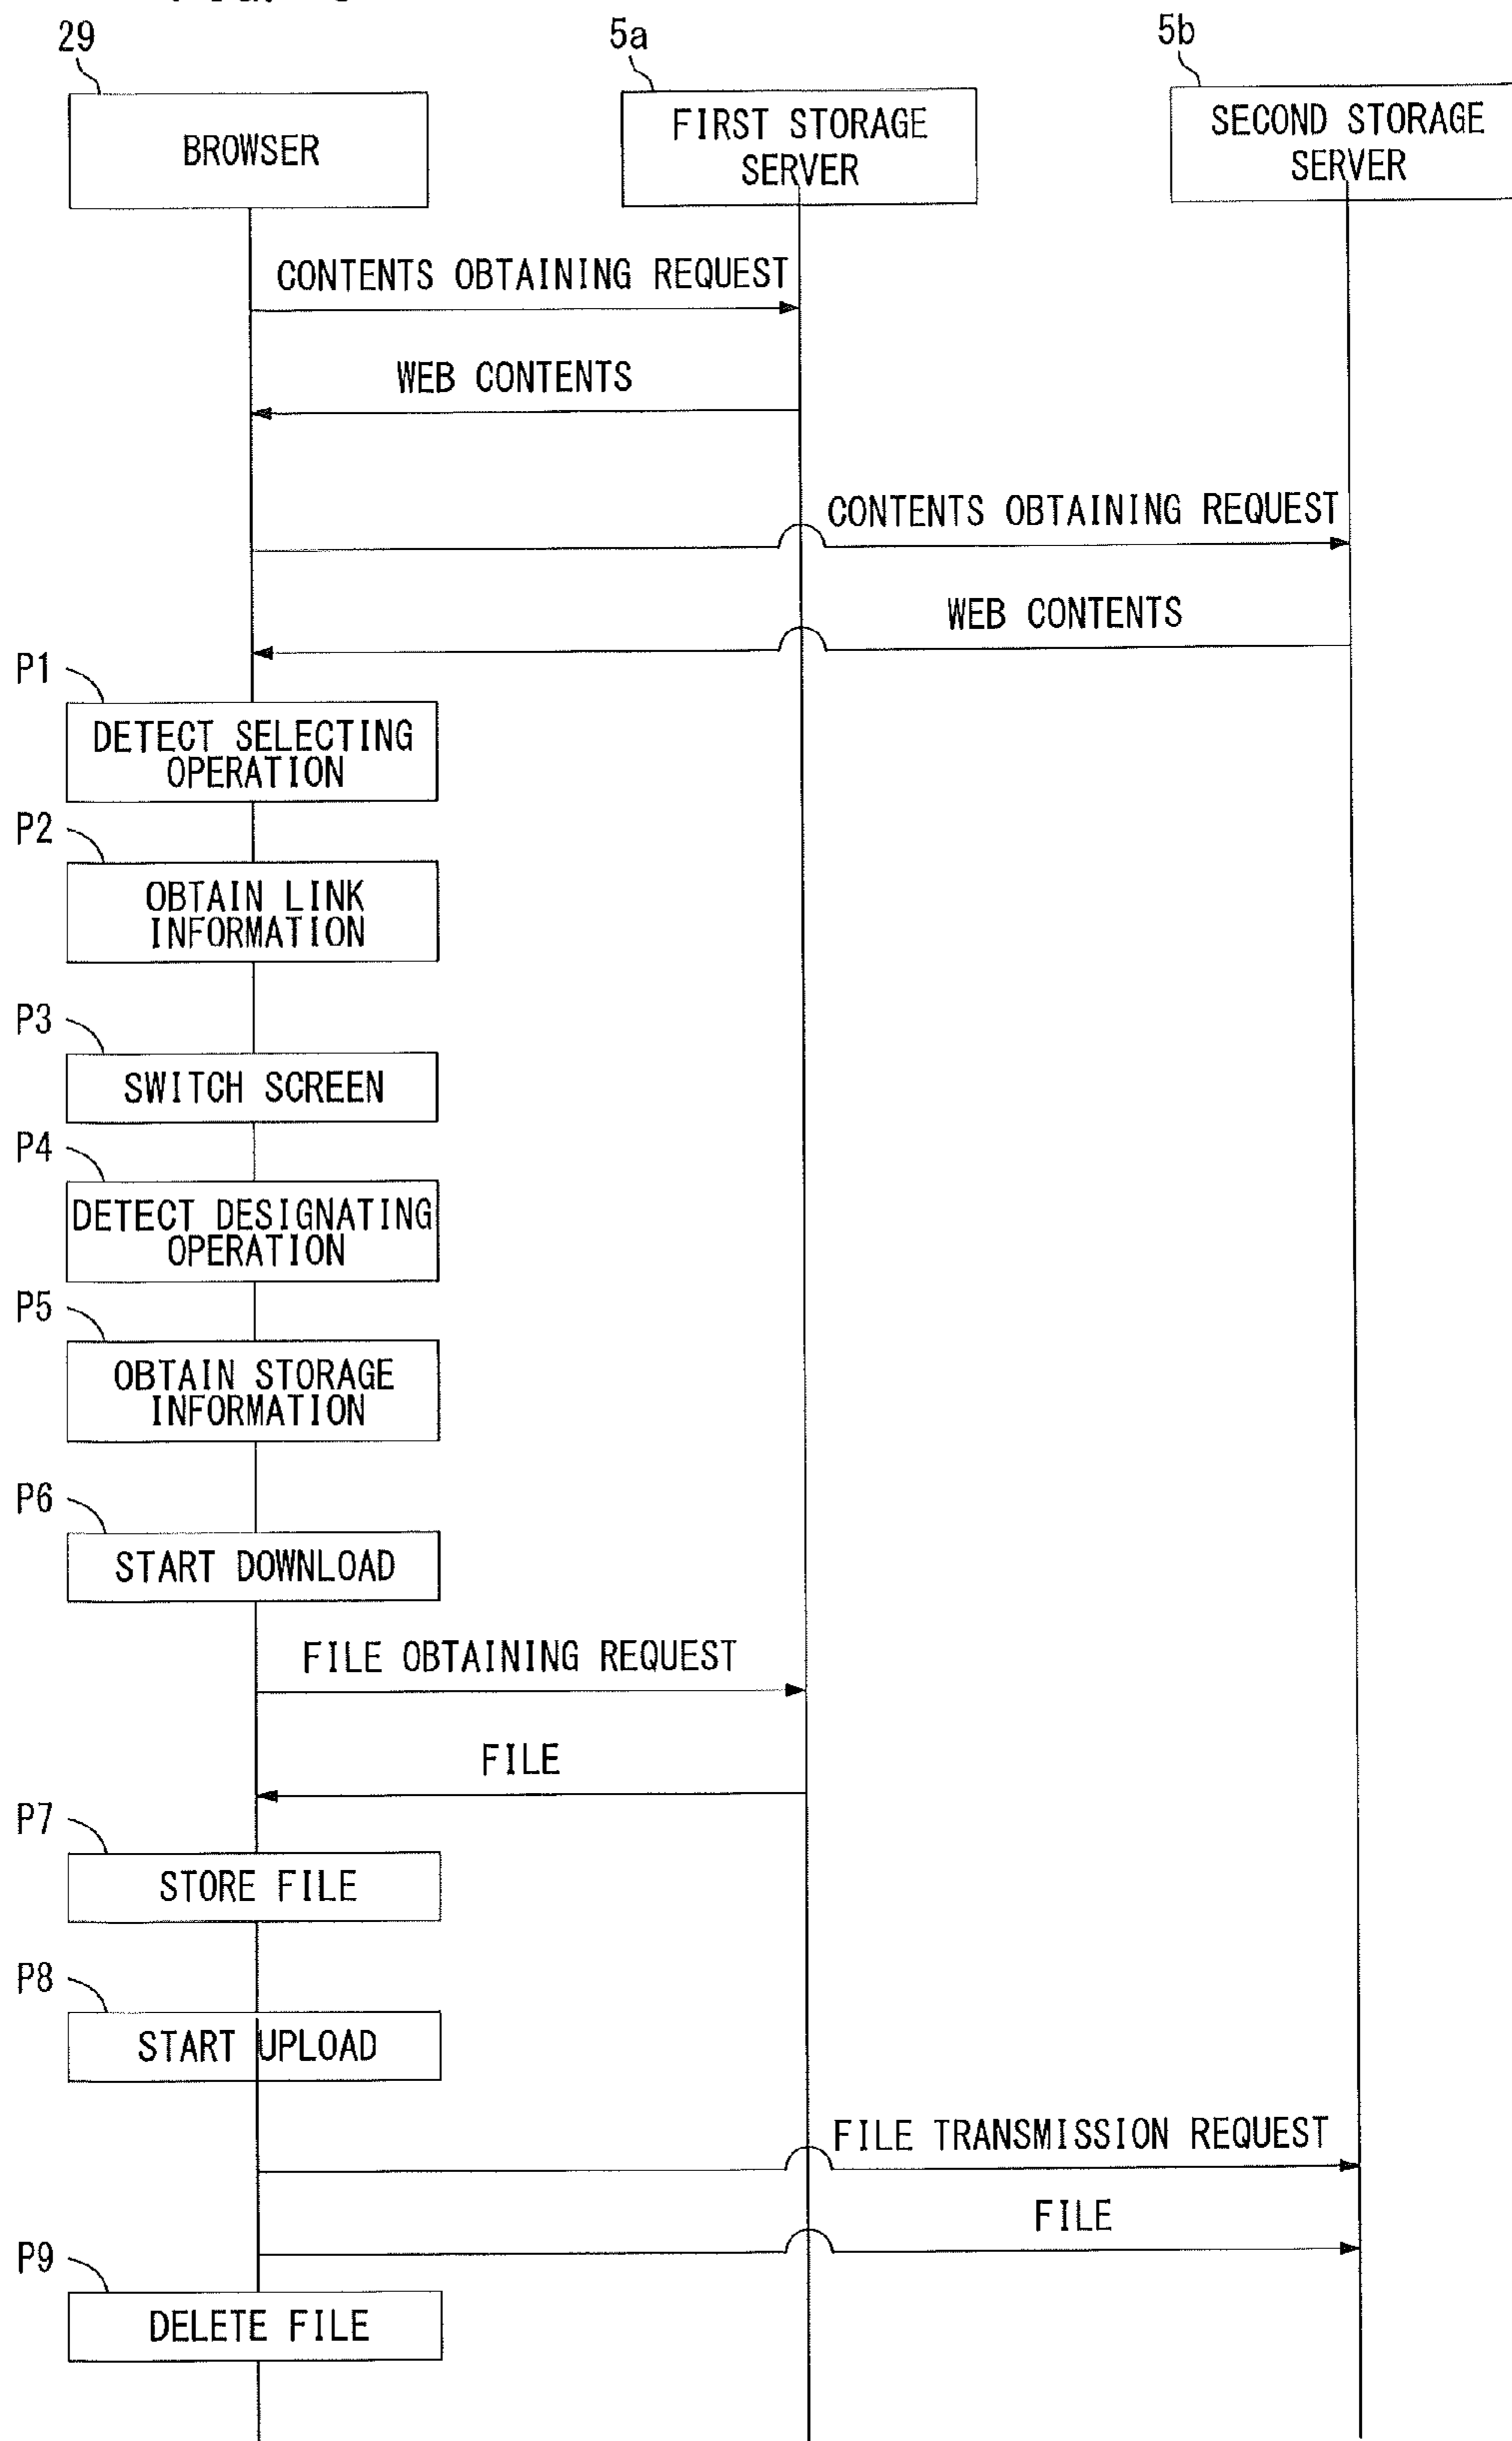 29
5a
5b
BROWSER
FIRST STORAGE
SERVER
SECOND STORAGE
SERVER
CONTENTS OBTAINING REQUEST
WEB CONTENTS
CONTENTS OBTAINING REQUEST
WEB CONTENTS
P1
DETECT SELECTING
OPERATION
P2
OBTAIN LINK
INFORMATION
P3
SWITCH SCREEN
P4
DETECT DESIGNATING
OPERATION
P5
OBTAIN STORAGE
INFORMATION
P6
START DOWNLOAD
FILE OBTAINING REQUEST
FILE
P7
STORE FILE
P8
START UPLOAD
FILE TRANSMISSION REQUEST
FILE
P9
DELETE FILE